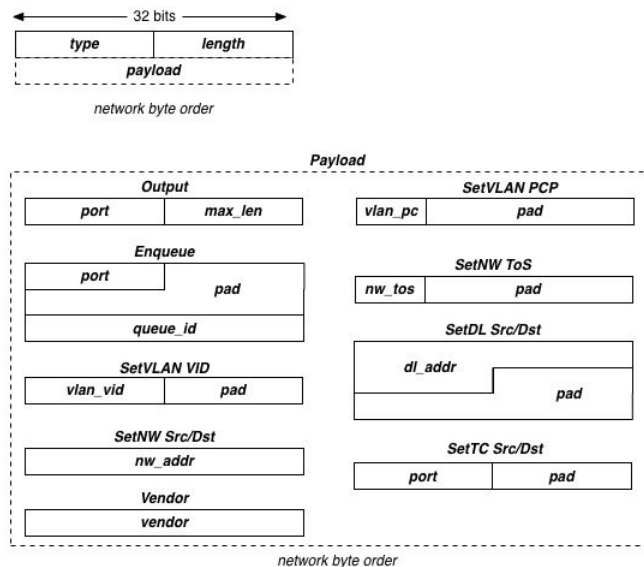 32 bits
type length
payload
network byte order
Payload
Output
port max_len
Enqueue
port
pad
queue_id
SetVLAN VID
vlan_vid pad
SetNW Src/Dst
nw_addr
Vendor
vendor
SetVLAN PCP
vlan_pc pad
SetNW ToS
nw_tos pad
SetDL Src/Dst
dl_addr
pad
SetTC Src/Dst
port pad
network byte order